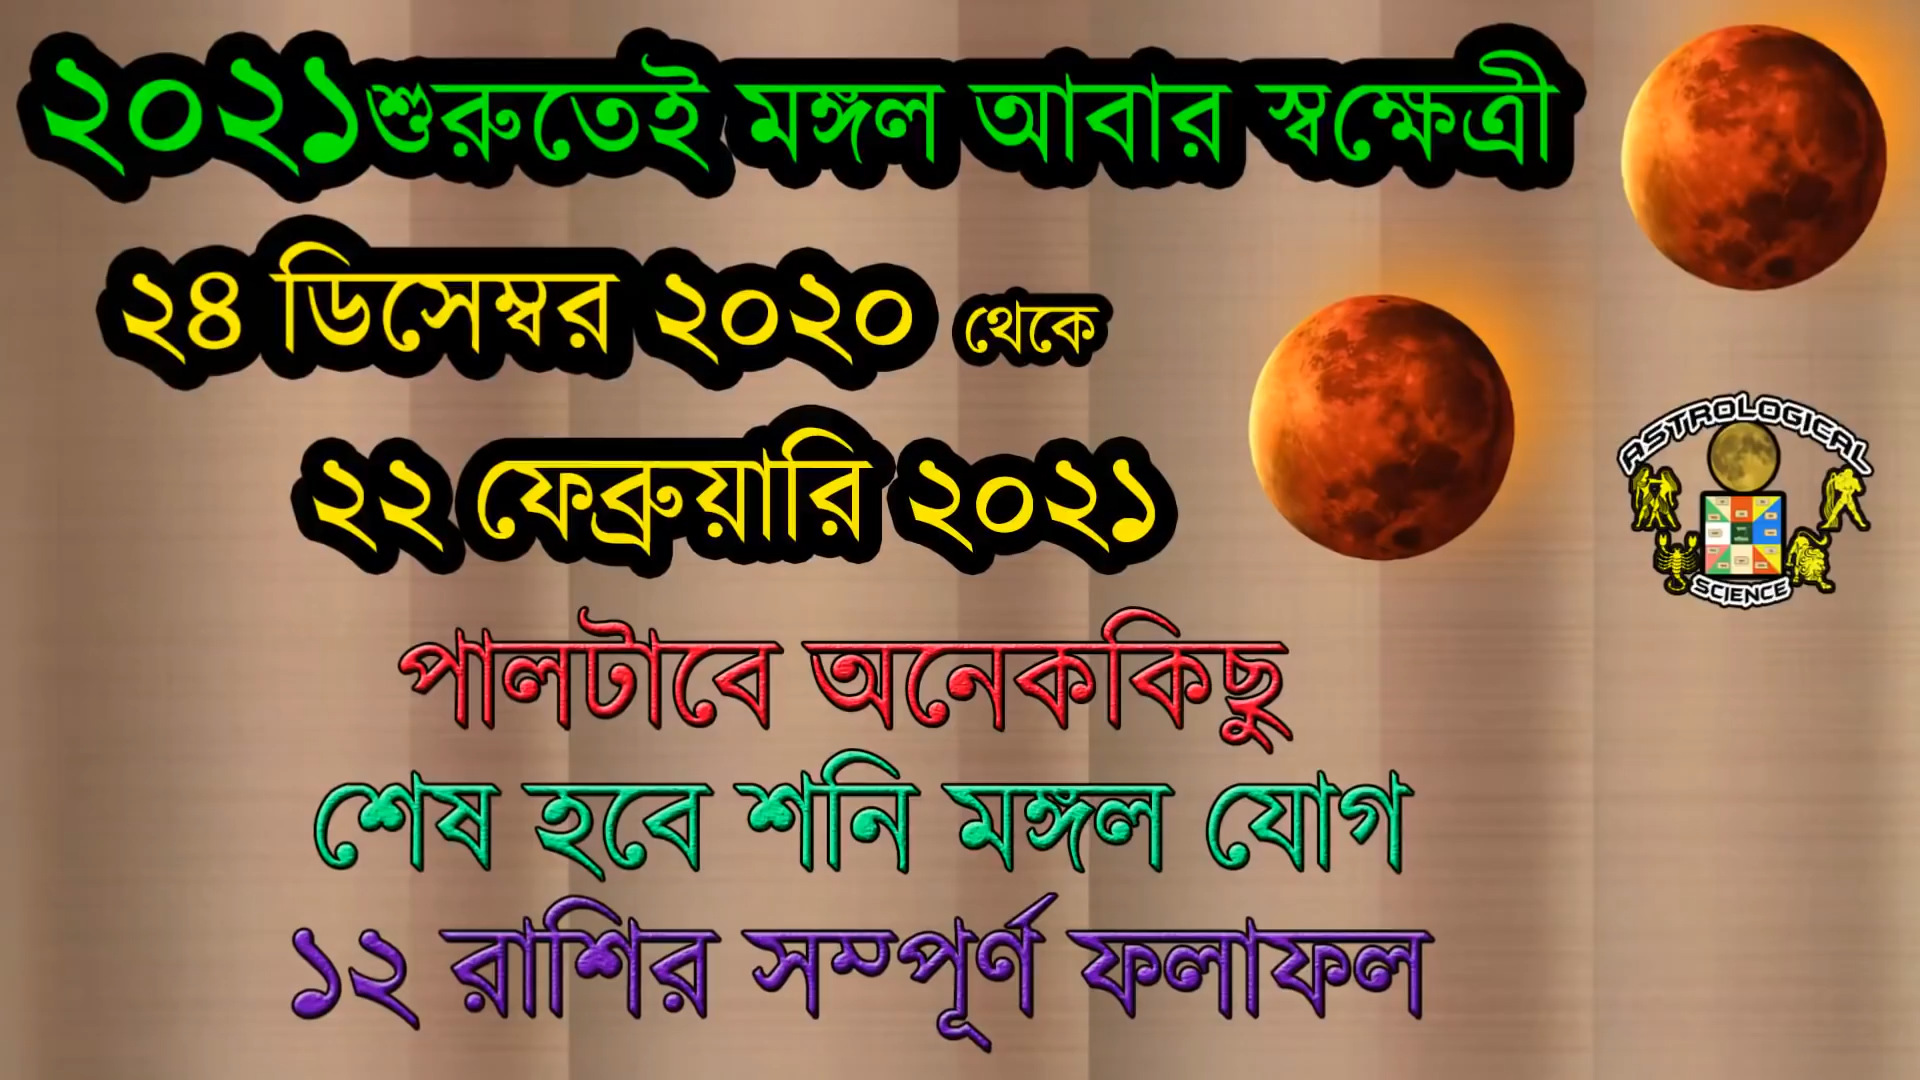 ২০২১শুরুতেই মঙ্গল আবার স্বক্ষেত্রী
২৪ ডিসেম্বর ২০২০ থেকে
২২ ফেব্রুয়ারি ২০২১
ASTROLOGICAL
SCIENCE
পালটাবে অনেককিছু
শেষ হবে শনি মঙ্গল যোগ
১২ রাশির সম্পূর্ণ ফলাফল